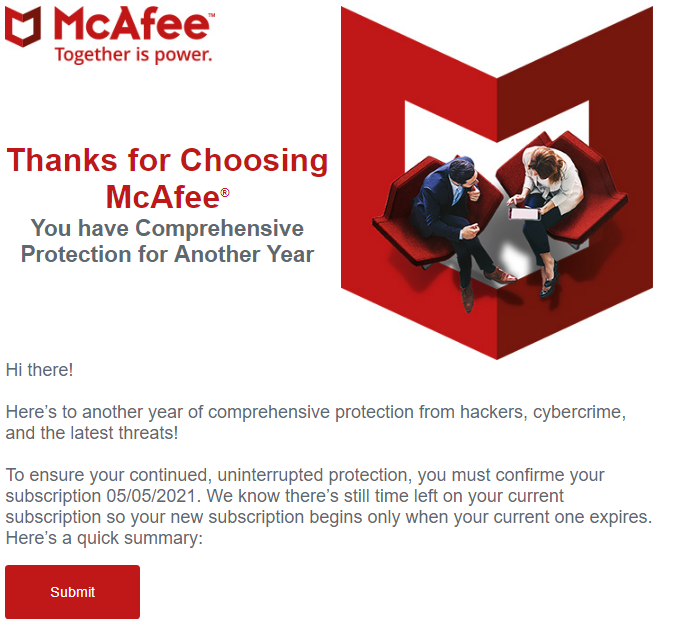 McAfee™
Together is power.
Thanks for Choosing
McAfee®
You have Comprehensive
Protection for Another Year
Hi there!
Here’s to another year of comprehensive protection from hackers, cybercrime,
and the latest threats!
To ensure your continued, uninterrupted protection, you must confirme your
subscription 05/05/2021. We know there’s still time left on your current
subscription so your new subscription begins only when your current one expires.
Here’s a quick summary:
Submit